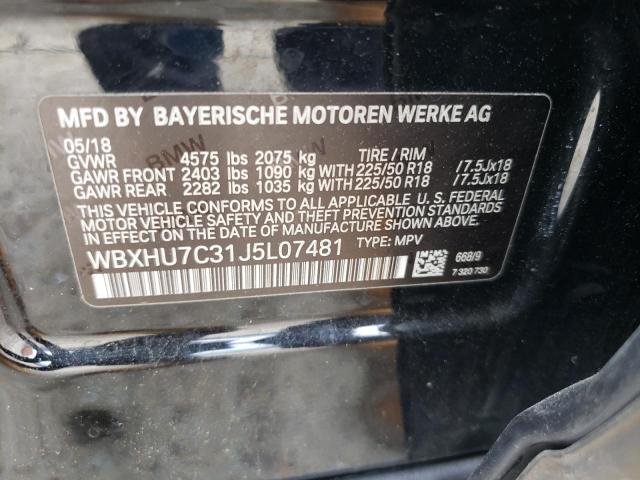 MFD BY BAYERISCHE MOTOREN WERKE AG
05/18
GVWR 4575 lbs 2075 kg TIRE / RIM
GAWR FRONT 2403 lbs 1090 kg WITH 225/50 R18 /7.5Jx18
GAWR REAR 2282 lbs 1035 kg WITH 225/50 R18 /7.5Jx18
THIS VEHICLE CONFORMS TO ALL APPLICABLE U. S. FEDERAL
MOTOR VEHICLE SAFETY, BUMPER, AND THEFT PREVENTION
STANDARDS IN EFFECT ON THE DATE OF MANUFACTURE SHOWN ABOVE.
WBXHU7C31J5L07481 TYPE: MPV
668/9
7 320 730